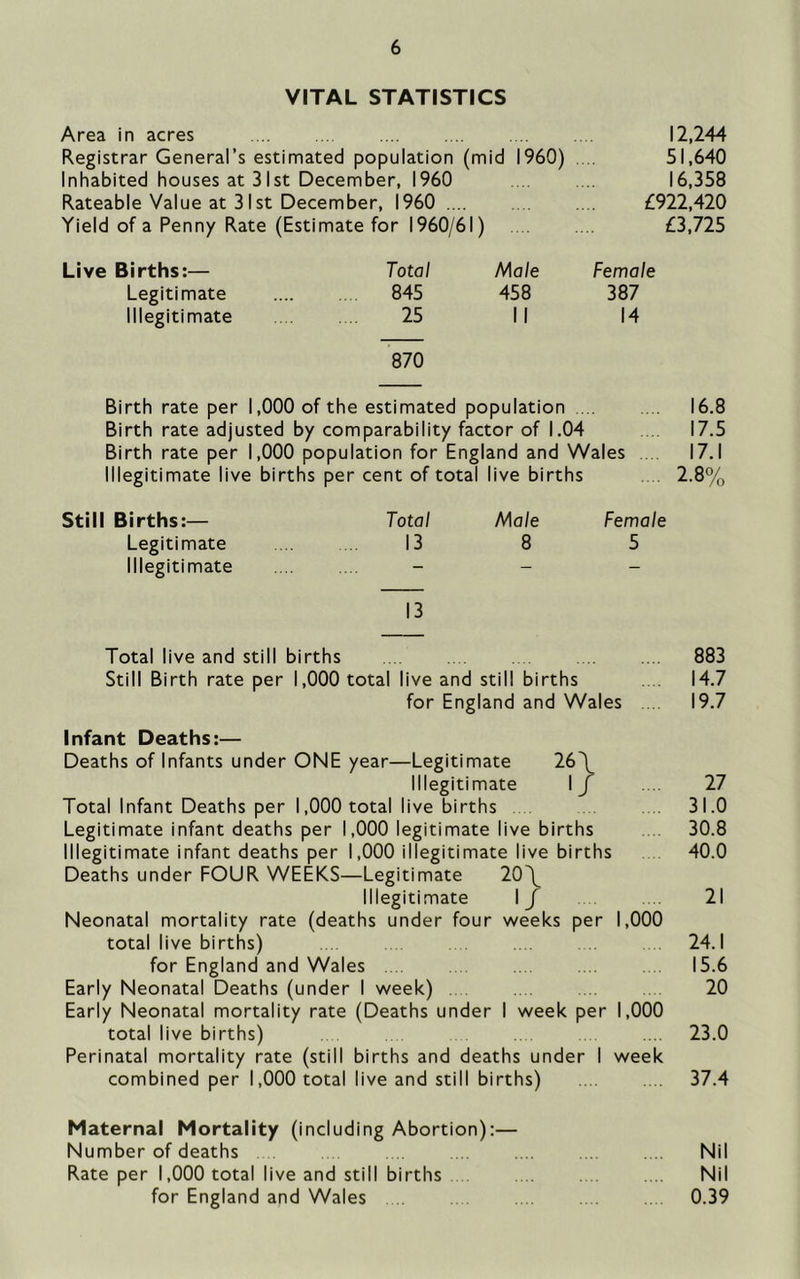 6
VITAL STATISTICS
Area in acres .... .... .... .... .... .... 12,244
Registrar General's estimated population (mid 1960) .... 51,640
Inhabited houses at 31st December, 1960 .... .... 16,358
Rateable Value at 31st December, 1960 .... .... .... £922,420
Yield of a Penny Rate (Estimate for 1960/61) .... .... £3,725
Live Births:— Total Male Female
Legitimate .... .... 845 458 387
Illegitimate .... .... 25 11 14
870
Birth rate per 1,000 of the estimated population .... .... 16.8
Birth rate adjusted by comparability factor of 1.04 .... 17.5
Birth rate per 1,000 population for England and Wales .... 17.1
Illegitimate live births per cent of total live births .... 2.8%
Still Births:— Total Male Female
Legitimate .... .... 13 8 5
Illegitimate .... .... – – –
13
Total live and still births .... .... .... .... .... 883
Still Birth rate per 1,000 total live and still births .... 14.7
for England and Wales .... 19.7
Infant Deaths:—
Deaths of Infants under ONE year—Legitimate 26}
Illegitimate 1} .... 27
Total Infant Deaths per 1,000 total live births .... .... .... 31.0
Legitimate infant deaths per 1,000 legitimate live births .... 30.8
Illegitimate infant deaths per 1,000 illegitimate live births .... 40.0
Deaths under FOUR WEEKS—Legitimate 20}
Illegitimate 1} .... .... 21
Neonatal mortality rate (deaths under four weeks per 1,000
total live births) .... .... .... .... .... .... 24.1
for England and Wales .... .... .... .... .... 15.6
Early Neonatal Deaths (under 1 week) .... .... .... .... 20
Early Neonatal mortality rate (Deaths under 1 week per 1,000
total live births) .... .... .... .... .... .... 23.0
Perinatal mortality rate (still births and deaths under 1 week
combined per 1,000 total live and still births) .... .... 37.4
Maternal Mortality (including Abortion):—
Number of deaths .... .... .... .... .... .... .... Nil
Rate per 1,000 total live and still births .... .... .... .... Nil
for England and Wales .... .... .... .... .... 0.39